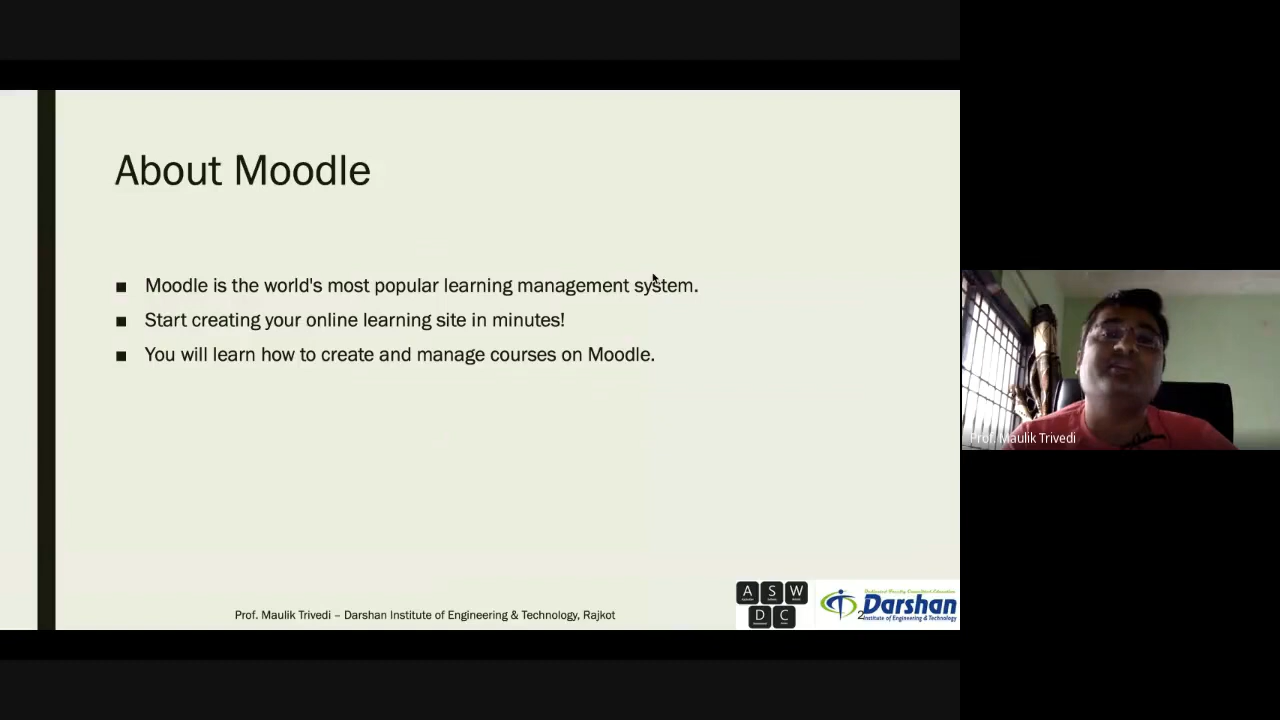 About Moodle
■ Moodle is the world's most popular learning management system.
■ Start creating your online learning site in minutes!
■ You will learn how to create and manage courses on Moodle.
Prof. Maulik Trivedi
Prof. Maulik Trivedi – Darshan Institute of Engineering & Technology, Rajkot
A S W
D C
Darshan
2
Institute of Engineering & Technology